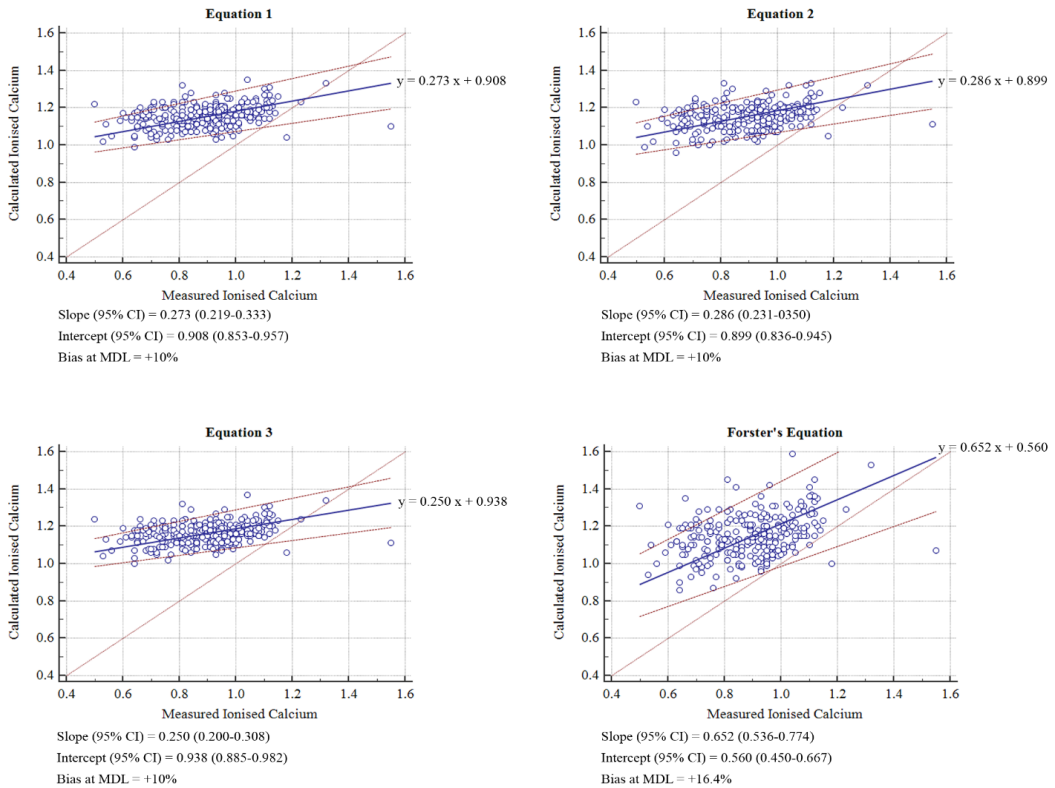 Equation 1
1.6
1.4
1.2
1.0
0.8
0.6
0.4
Calculated Ionised Calcium
y = 0.273 x + 0.908
0.4 0.6 0.8 1.0 1.2 1.4 1.6
Measured Ionised Calcium
Slope (95% CI) = 0.273 (0.219-0.333)
Intercept (95% CI) = 0.908 (0.853-0.957)
Bias at MDL = +10%
Equation 2
1.6
1.4
1.2
1.0
0.8
0.6
0.4
Calculated Ionised Calcium
y = 0.286 x + 0.899
0.4 0.6 0.8 1.0 1.2 1.4 1.6
Measured Ionised Calcium
Slope (95% CI) = 0.286 (0.231-0350)
Intercept (95% CI) = 0.899 (0.836-0.945)
Bias at MDL = +10%
Equation 3
1.6
1.4
1.2
1.0
0.8
0.6
0.4
Calculated Ionised Calcium
y = 0.250 x + 0.938
0.4 0.6 0.8 1.0 1.2 1.4 1.6
Measured Ionised Calcium
Slope (95% CI) = 0.250 (0.200-0.308)
Intercept (95% CI) = 0.938 (0.885-0.982)
Bias at MDL = +10%
Forster's Equation
1.6
1.4
1.2
1.0
0.8
0.6
0.4
Calculated Ionised Calcium
y = 0.652 x + 0.560
0.4 0.6 0.8 1.0 1.2 1.4 1.6
Measured Ionised Calcium
Slope (95% CI) = 0.652 (0.536-0.774)
Intercept (95% CI) = 0.560 (0.450-0.667)
Bias at MDL = +16.4%